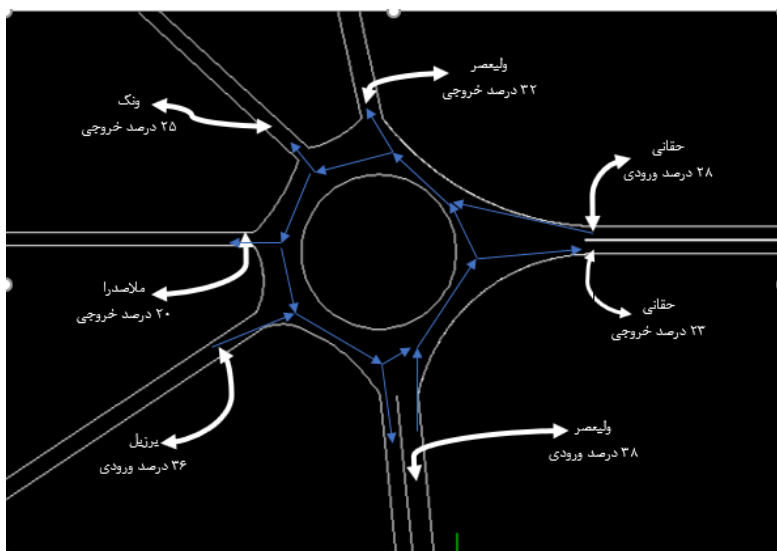 ولیعصر
۳۲ درصد خروجی
ونک
۲۵ درصد خروجی
حقانی
۲۸ درصد ورودی
ملاصدرا
۲۰ درصد خروجی
حقانی
۲۳ درصد خروجی
برزیل
۳۶ درصد ورودی
ولیعصر
۳۸ درصد ورودی